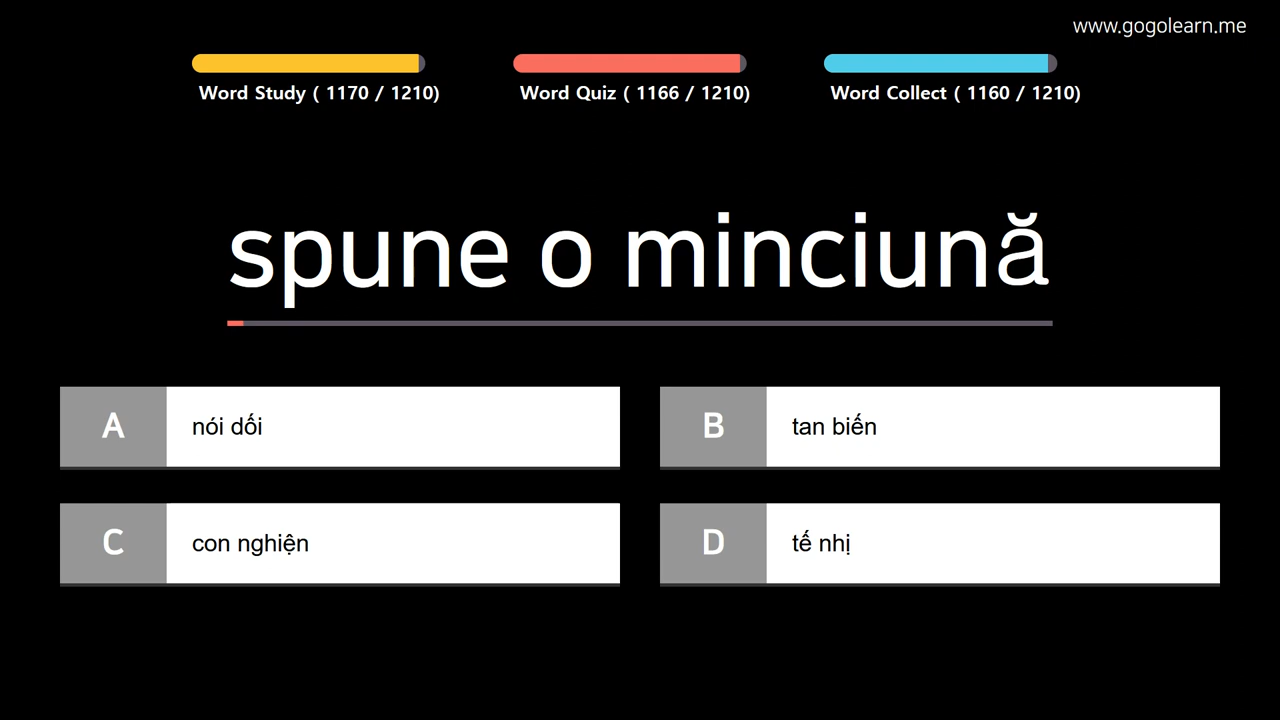 www.gogolearn.me
Word Study ( 1170 / 1210)
Word Quiz ( 1166 / 1210)
Word Collect ( 1160 / 1210)
spune o minciună
A nói dối
B tan biến
C con nghiện
D tế nhị